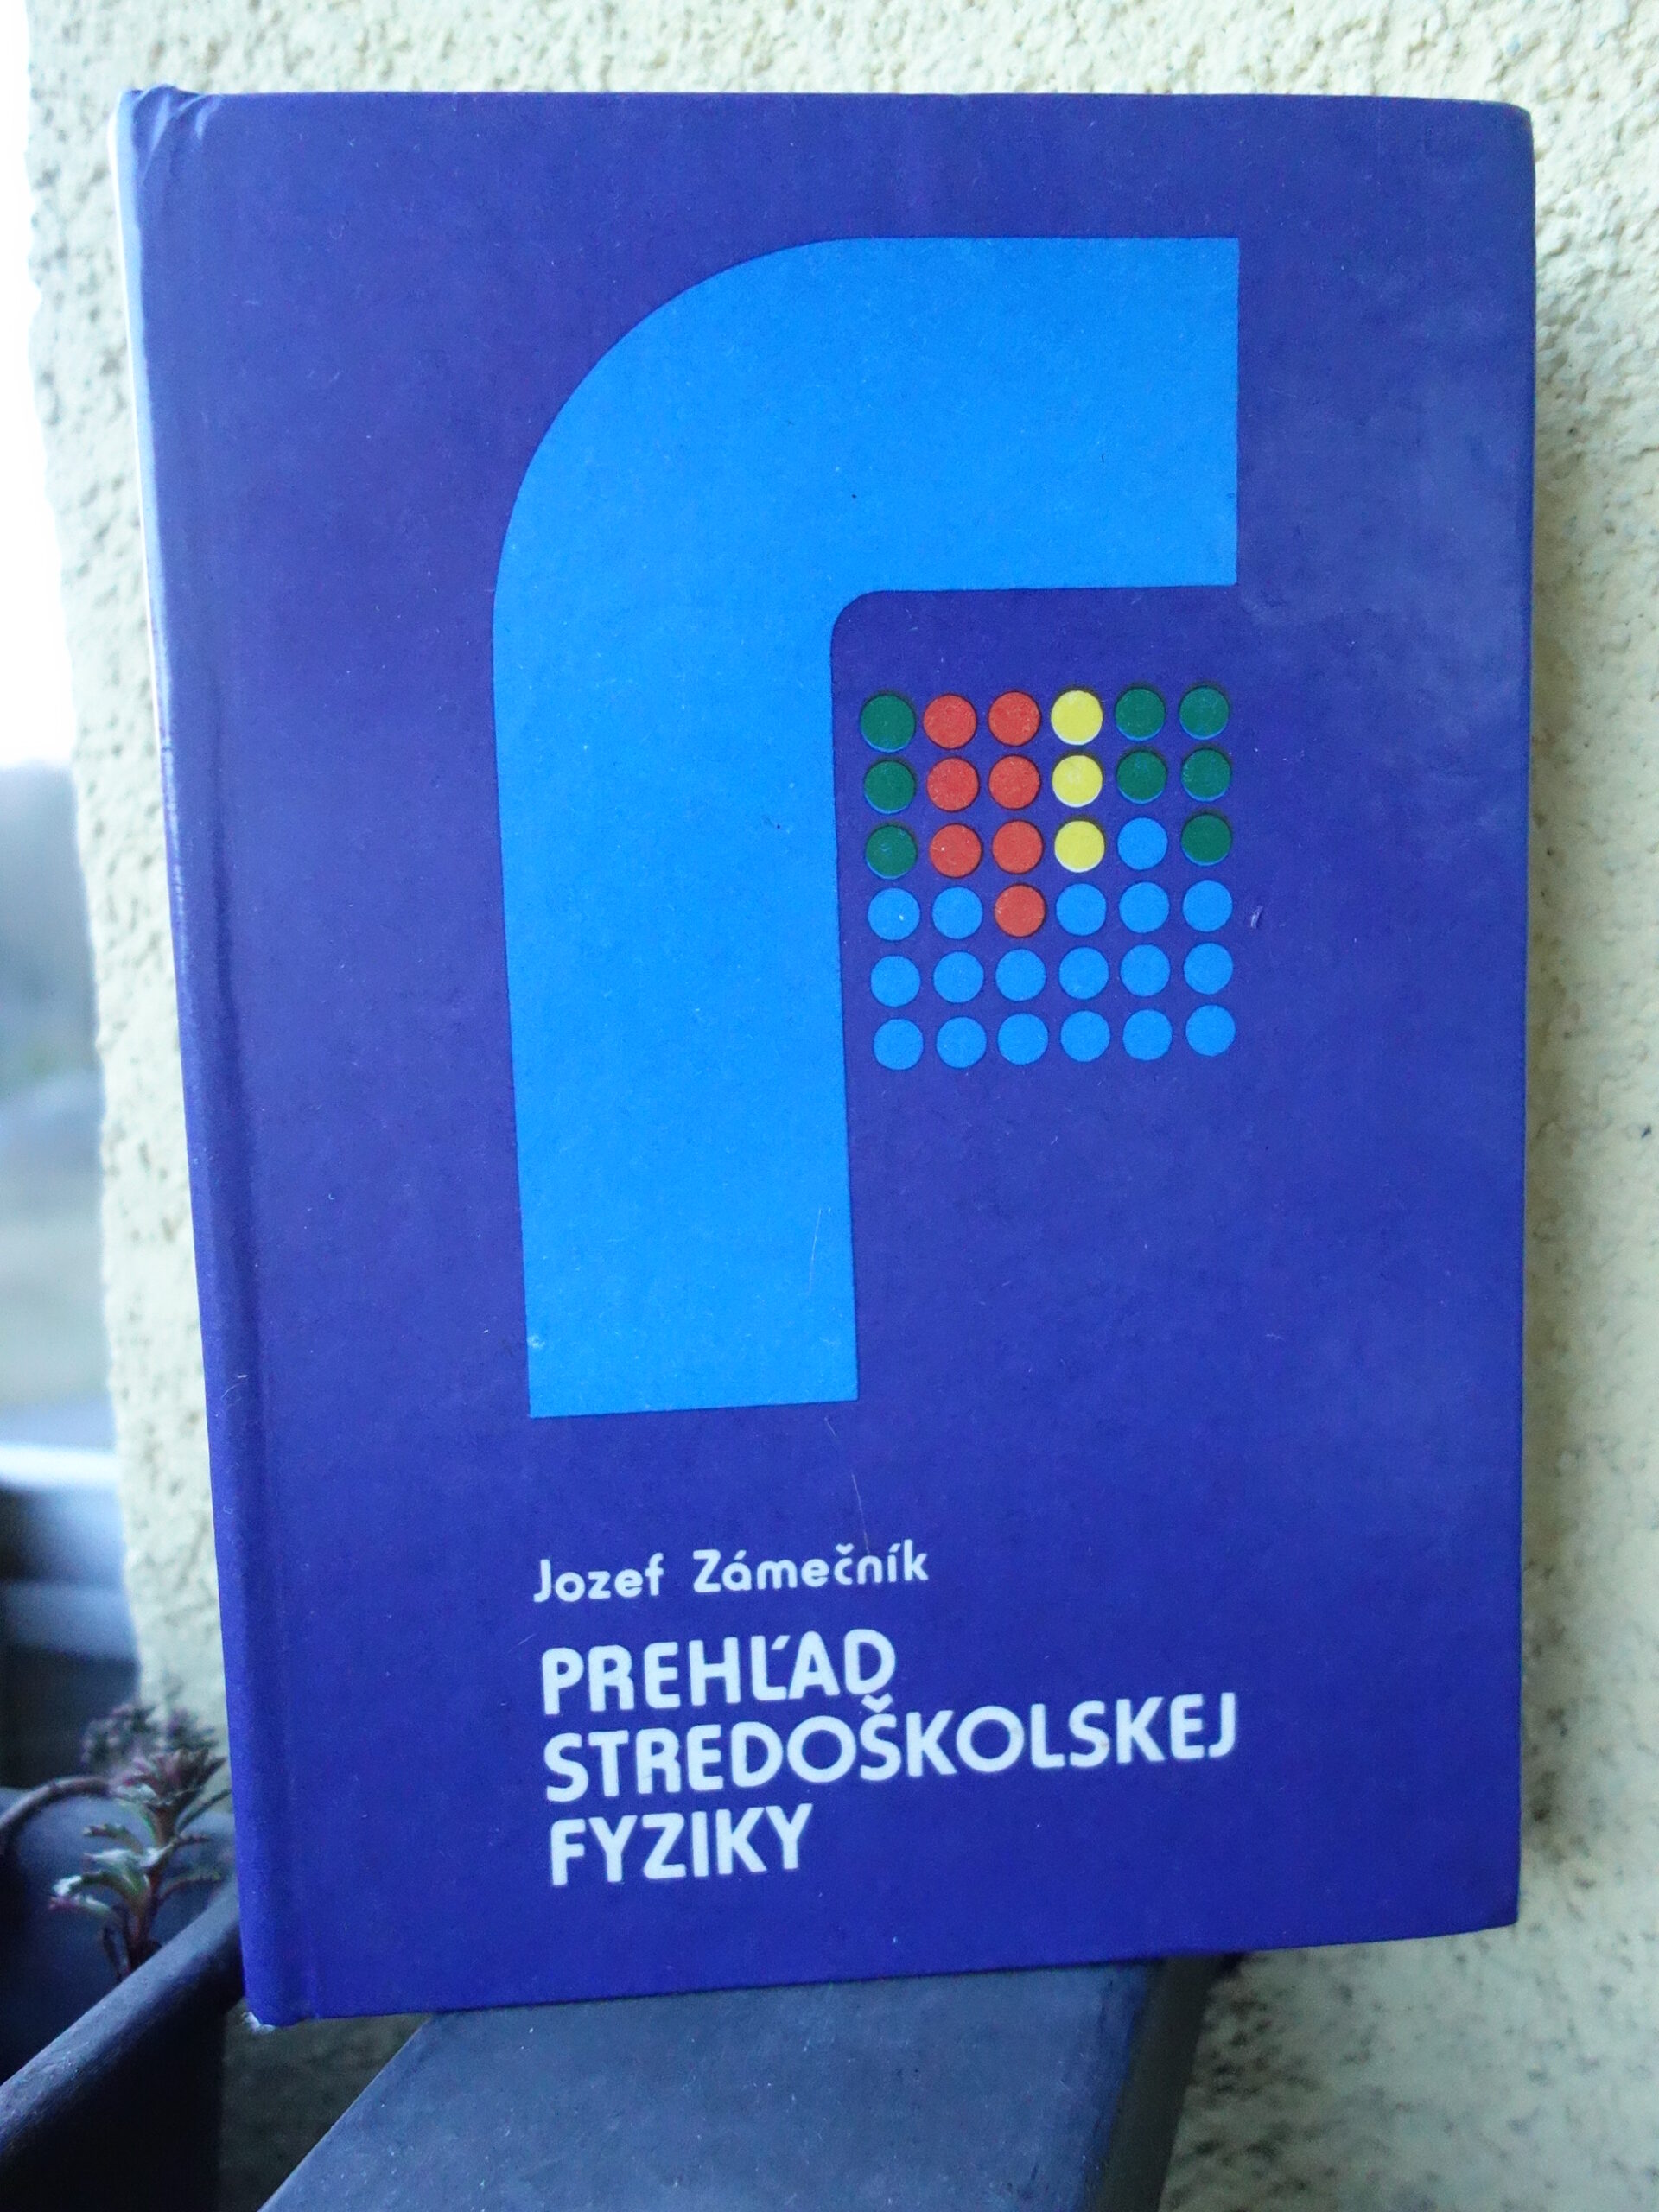 Jozef Zámečník
PREHĽAD
STREDOŠKOLSKEJ
FYZIKY